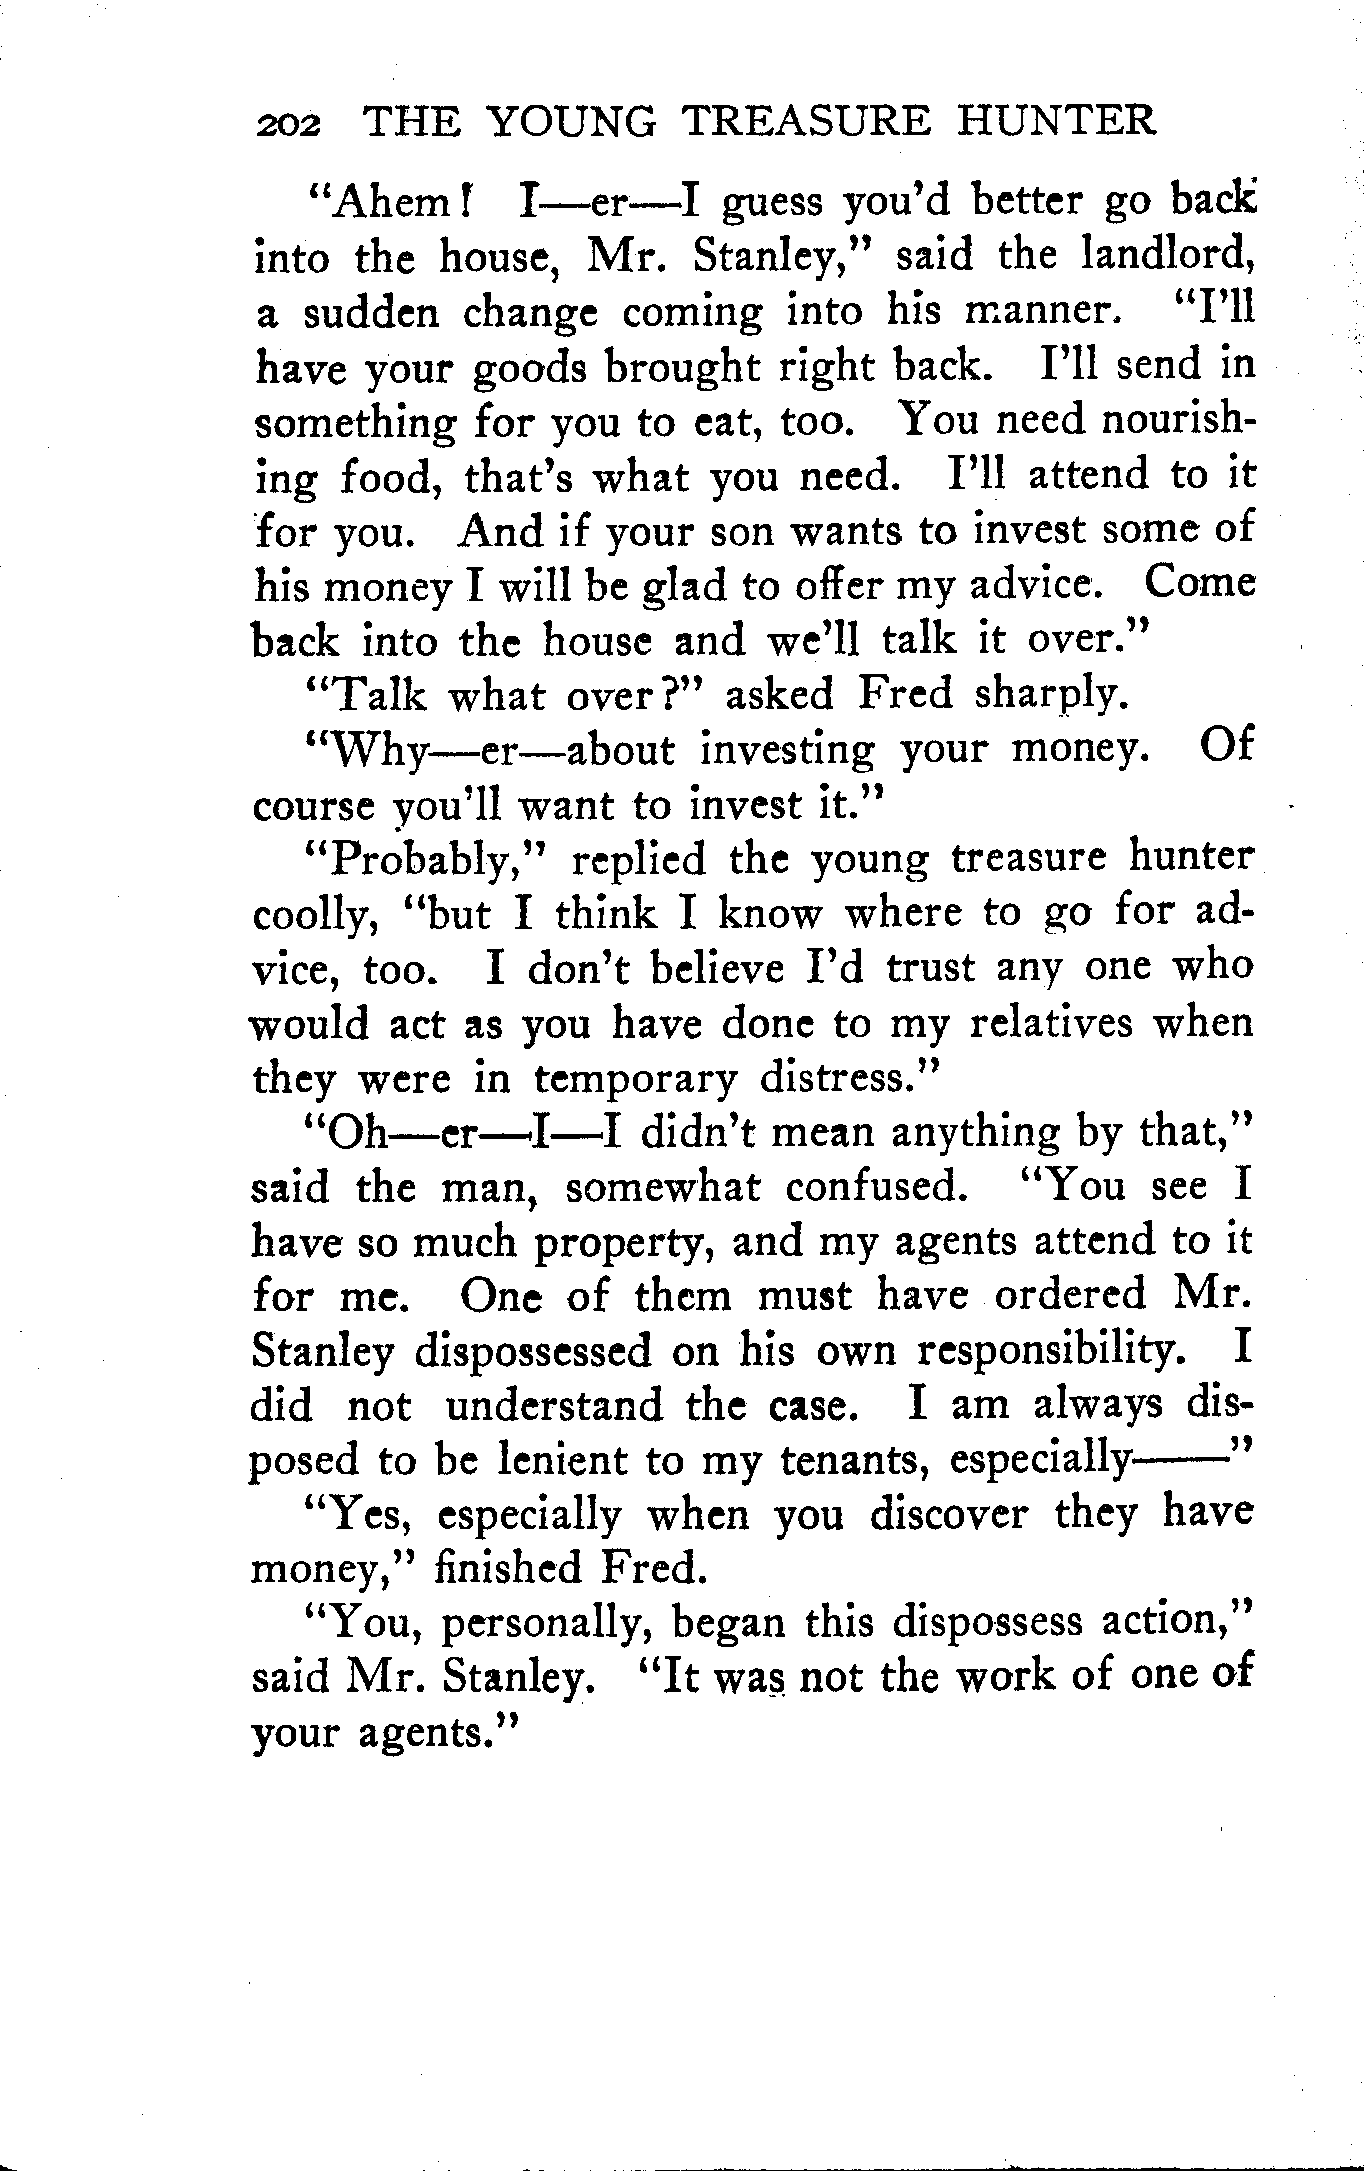 202 THE YOUNG TREASURE HUNTER
“Ahem! I—er—I guess you’d better go back
into the house, Mr. Stanley,” said the landlord,
a sudden change coming into his manner. “I’ll
have your goods brought right back. I’ll send in
something for you to eat, too. You need nourish-
ing food, that’s what you need. I’ll attend to it
for you. And if your son wants to invest some of
his money I will be glad to offer my advice. Come
back into the house and we’ll talk it over.”
“Talk what over?” asked Fred sharply.
“Why—er—about investing your money. Of
course you’ll want to invest it.”
“Probably,” replied the young treasure hunter
coolly, “but I think I know where to go for ad-
vice, too. I don’t believe I’d trust any one who
would act as you have done to my relatives when
they were in temporary distress.”
“Oh—er—I—I didn’t mean anything by that,”
said the man, somewhat confused. “You see I
have so much property, and my agents attend to it
for me. One of them must have ordered Mr.
Stanley dispossessed on his own responsibility. I
did not understand the case. I am always dis-
posed to be lenient to my tenants, especially——”
“Yes, especially when you discover they have
money,” finished Fred.
“You, personally, began this dispossess action,”
said Mr. Stanley. “It was not the work of one of
your agents.”